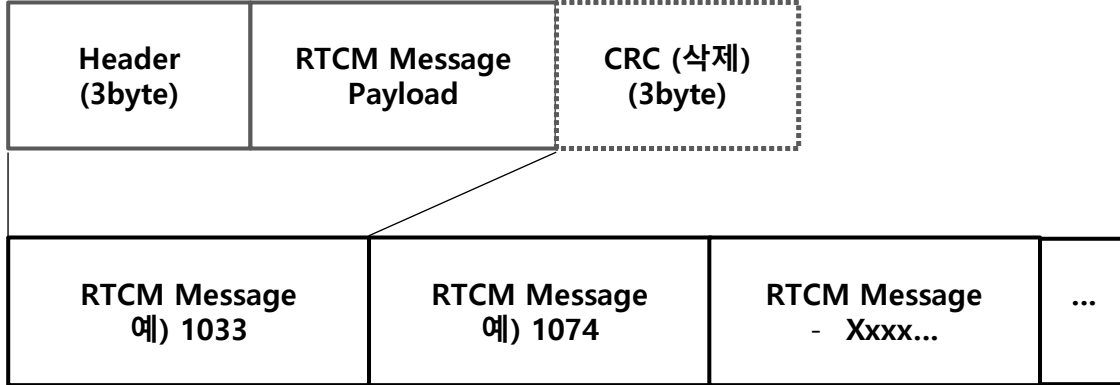 Header
(3byte)
RTCM Message
Payload
CRC (삭제)
(3byte)
RTCM Message
예) 1033
RTCM Message
예) 1074
RTCM Message
- Xxxx...
...